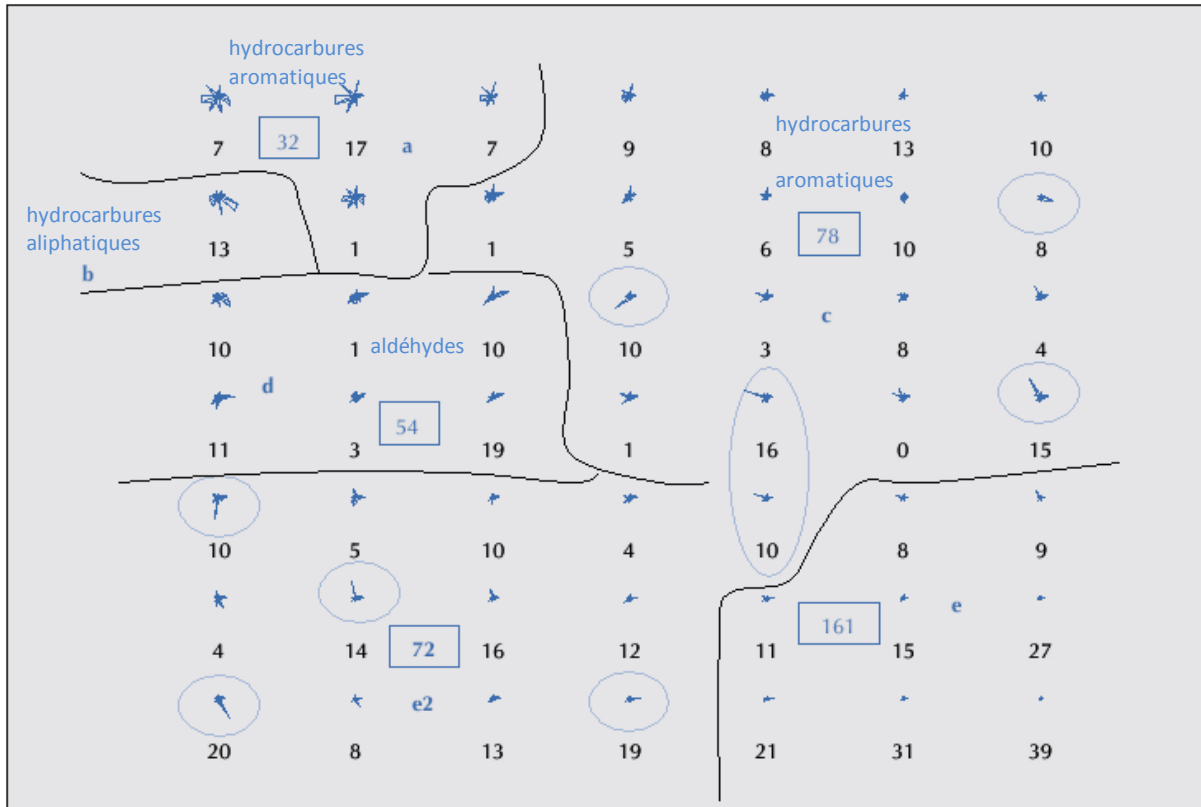 hydrocarbures
aromatiques
7 32 17 a 7 9 8 13 10
hydrocarbures
aromatiques
hydrocarbures
aliphatiques
b
13 1 1 5 6 78 10 8
c
10 1 aldéhydes 10 10 3 8 4
d
11 3 54 19 1 16 0 15
10 5 10 4 10 8 9
e
4 14 72 16 12 11 161 15 27
e2
20 8 13 19 21 31 39